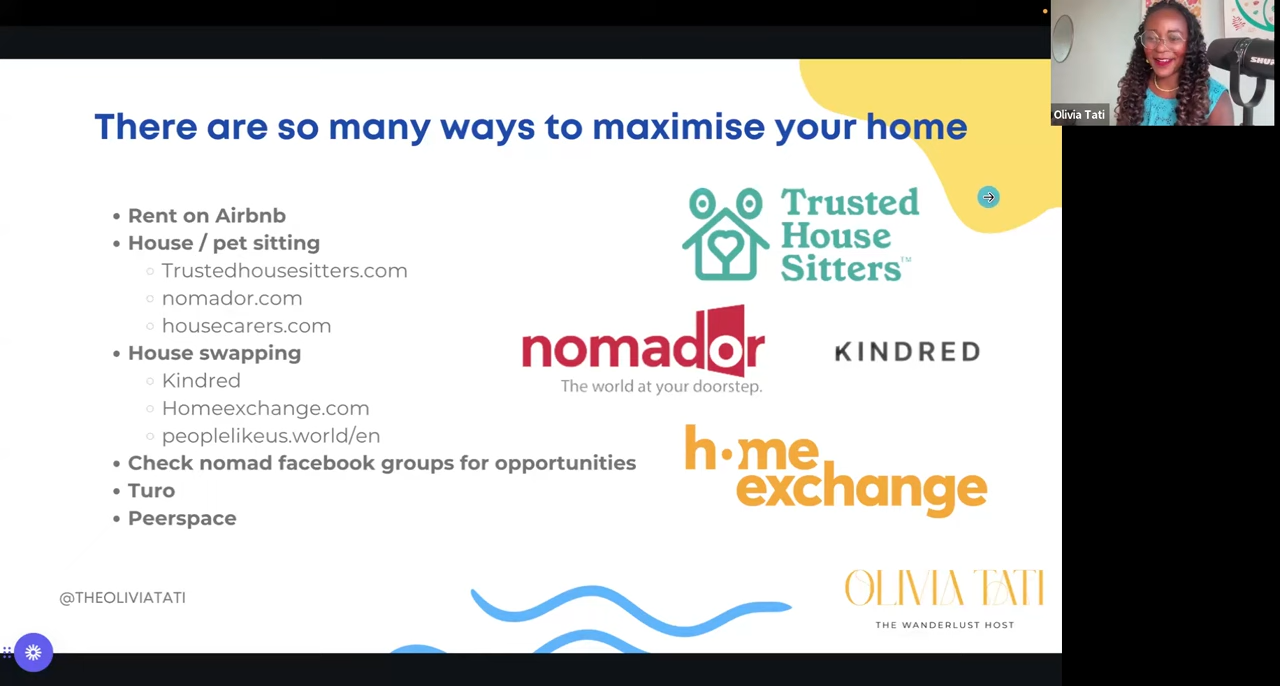 There are so many ways to maximise your home
• Rent on Airbnb
• House / pet sitting
○ Trustedhousesitters.com
○ nomador.com
○ housecarers.com
• House swapping
○ Kindred
○ Homeexchange.com
○ peoplelikeus.world/en
• Check nomad facebook groups for opportunities
• Turo
• Peerspace
Trusted
House
Sitters™
nomador
The world at your doorstep.
KINDRED
home
exchange
@THEOLIVIATATI
OLIVIA TATI
THE WANDERLUST HOST
Olivia Tati
SHURE